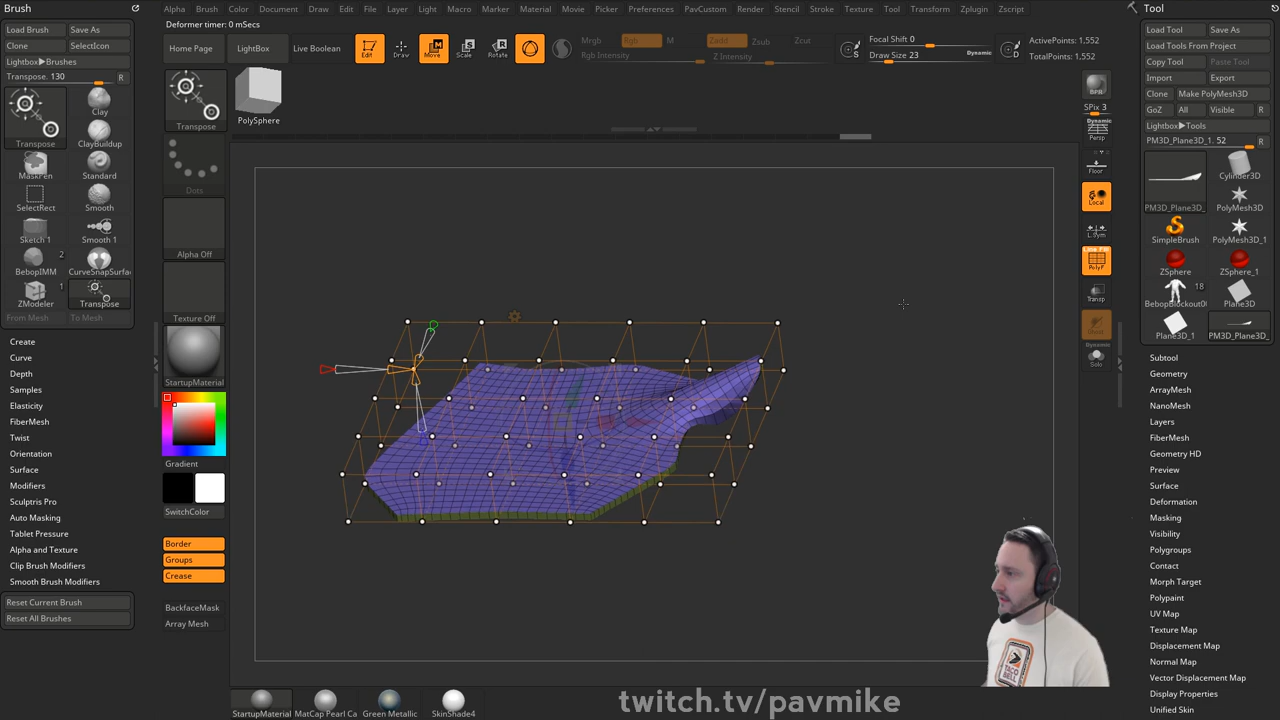 Brush
Load Brush
Save As
Clone
SelectIcon
Lightbox▶Brushes
Transpose. 130
R
Clay
Transpose
ClayBuildup
MaskPen
Standard
SelectRect
Smooth
Sketch 1
Smooth 1
2
BebopIMM
CurveSnapSurfa
1
ZModeler
Transpose
From Mesh
To Mesh
Create
Curve
Depth
Samples
Elasticity
FiberMesh
Twist
Orientation
Surface
Modifiers
Sculptris Pro
Auto Masking
Tablet Pressure
Alpha and Texture
Clip Brush Modifiers
Smooth Brush Modifiers
Reset Current Brush
Reset All Brushes
Alpha Brush Color Document Draw Edit File Layer Light Macro Marker Material Movie Picker Preferences PavCustom Render Stencil Stroke Texture Tool Transform Zplugin Zscript
Deformer timer: 0 mSecs
Home Page
LightBox
Live Boolean
Edit
Draw
Move
Scale
Rotate
Mrgb
Rgb
M
Rgb Intensity
Zadd
Zsub
Zcut
Z Intensity
S
Focal Shift 0
Draw Size 23
Dynamic
D
ActivePoints: 1,552
TotalPoints: 1,552
Transpose
PolySphere
Dots
Alpha Off
Texture Off
StartupMaterial
Gradient
SwitchColor
Border
Groups
Crease
BackfaceMask
Array Mesh
BPR
SPix 3
Dynamic
Persp
Floor
Local
L.Sym
Line Fill
PolyF
Transp
Ghost
Dynamic
Solo
Tool
Load Tool
Save As
Load Tools From Project
Copy Tool
Paste Tool
Import
Export
Clone
Make PolyMesh3D
GoZ
All
Visible
R
Lightbox▶Tools
PM3D_Plane3D_1. 52
R
Cylinder3D
PM3D_Plane3D_
PolyMesh3D
SimpleBrush
PolyMesh3D_1
ZSphere
ZSphere_1
18
BebopBlockout0
Plane3D
Plane3D_1
PM3D_Plane3D_
Subtool
Geometry
ArrayMesh
NanoMesh
Layers
FiberMesh
Geometry HD
Preview
Surface
Deformation
Masking
Visibility
Polygroups
Contact
Morph Target
Polypaint
UV Map
Texture Map
Displacement Map
Normal Map
Vector Displacement Map
Display Properties
Unified Skin
StartupMaterial
MatCap Pearl Ca
Green Metallic
SkinShade4
twitch.tv/pavmike
TACO
BELL